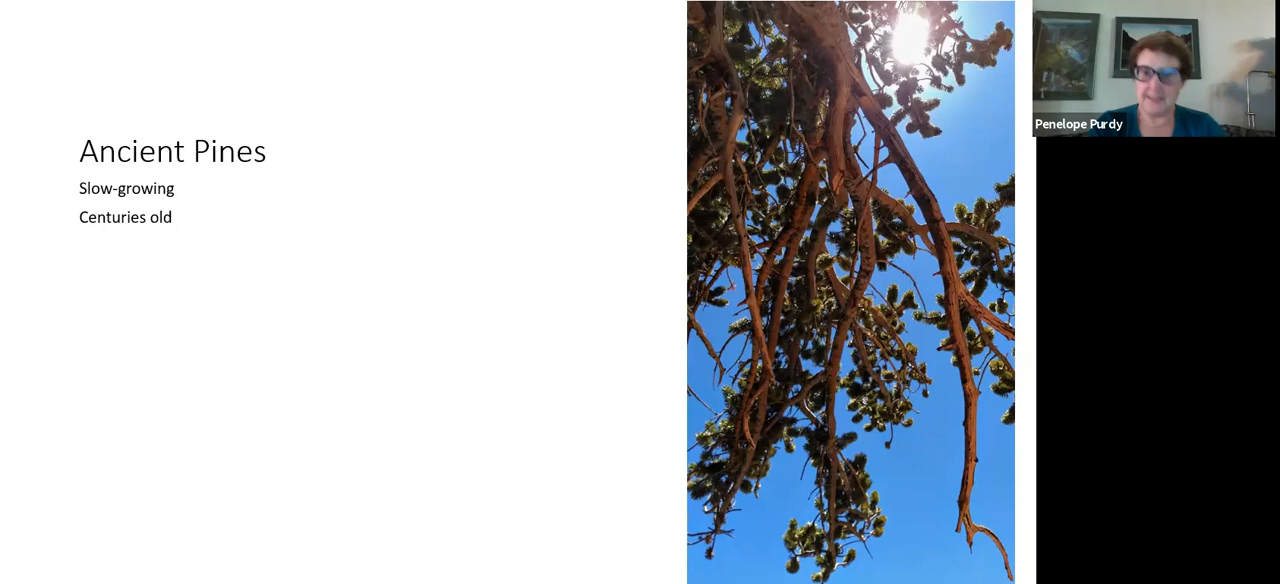 Ancient Pines
Slow-growing
Centuries old
Penelope Purdy